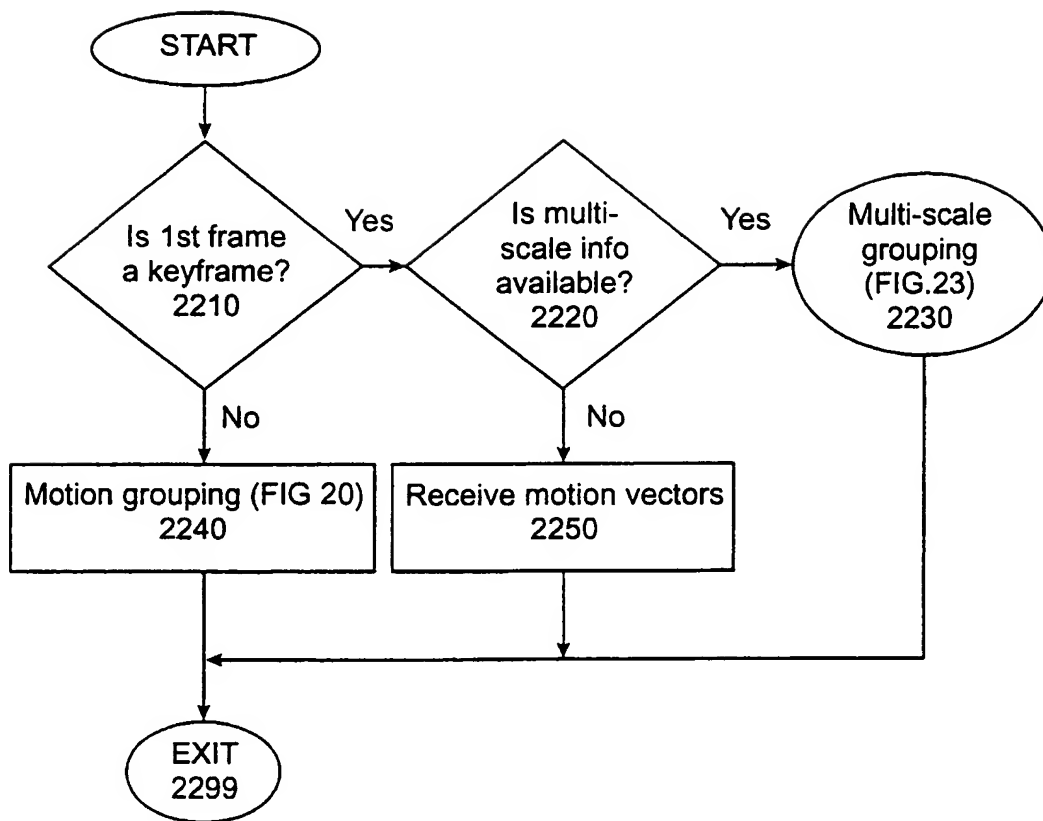 START
Is 1st frame
a keyframe?
2210
Yes
Is multi-
scale info
available?
2220
Yes
Multi-scale
grouping
(FIG.23)
2230
No
No
Motion grouping (FIG 20)
2240
Receive motion vectors
2250
EXIT
2299